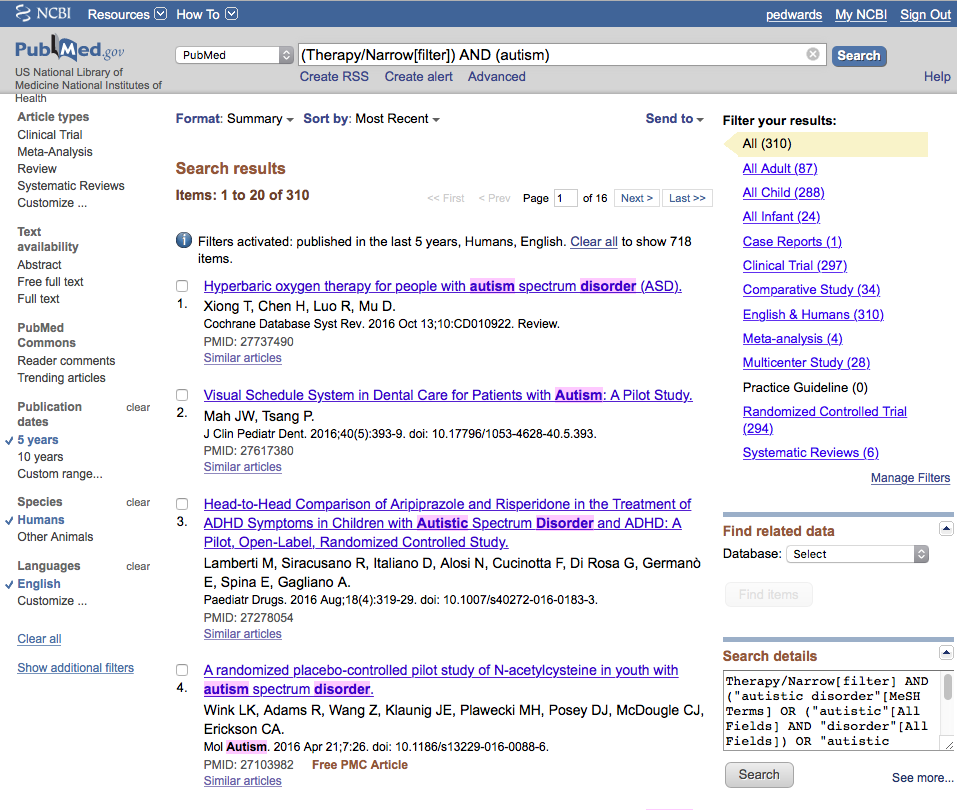 NCBI Resources How To pedwards My NCBI Sign Out
PubMed.gov
US National Library of
Medicine National Institutes of
Health
PubMed (Therapy/Narrow[filter]) AND (autism) Search
Create RSS Create alert Advanced Help
Article types
Clinical Trial
Meta-Analysis
Review
Systematic Reviews
Customize ...
Text
availability
Abstract
Free full text
Full text
PubMed
Commons
Reader comments
Trending articles
Publication
dates
clear
5 years
10 years
Custom range...
Species clear
Humans
Other Animals
Languages clear
English
Customize ...
Clear all
Show additional filters
Format: Summary Sort by: Most Recent Send to
Search results
Items: 1 to 20 of 310
<< First < Prev Page 1 of 16 Next > Last >>
Filters activated: published in the last 5 years, Humans, English. Clear all to show 718
items.
1. Hyperbaric oxygen therapy for people with autism spectrum disorder (ASD).
Xiong T, Chen H, Luo R, Mu D.
Cochrane Database Syst Rev. 2016 Oct 13;10:CD010922. Review.
PMID: 27737490
Similar articles
2. Visual Schedule System in Dental Care for Patients with Autism: A Pilot Study.
Mah JW, Tsang P.
J Clin Pediatr Dent. 2016;40(5):393-9. doi: 10.17796/1053-4628-40.5.393.
PMID: 27617380
Similar articles
3. Head-to-Head Comparison of Aripiprazole and Risperidone in the Treatment of
ADHD Symptoms in Children with Autistic Spectrum Disorder and ADHD: A
Pilot, Open-Label, Randomized Controlled Study.
Lamberti M, Siracusano R, Italiano D, Alosi N, Cucinotta F, Di Rosa G, Germanò
E, Spina E, Gagliano A.
Paediatr Drugs. 2016 Aug;18(4):319-29. doi: 10.1007/s40272-016-0183-3.
PMID: 27278054
Similar articles
4. A randomized placebo-controlled pilot study of N-acetylcysteine in youth with
autism spectrum disorder.
Wink LK, Adams R, Wang Z, Klaunig JE, Plawecki MH, Posey DJ, McDougle CJ,
Erickson CA.
Mol Autism. 2016 Apr 21;7:26. doi: 10.1186/s13229-016-0088-6.
PMID: 27103982 Free PMC Article
Similar articles
Filter your results:
All (310)
All Adult (87)
All Child (288)
All Infant (24)
Case Reports (1)
Clinical Trial (297)
Comparative Study (34)
English & Humans (310)
Meta-analysis (4)
Multicenter Study (28)
Practice Guideline (0)
Randomized Controlled Trial
(294)
Systematic Reviews (6)
Manage Filters
Find related data
Database: Select
Find items
Search details
Therapy/Narrow[filter] AND
("autistic disorder"[MeSH
Terms] OR ("autistic"[All
Fields] AND "disorder"[All
Fields]) OR "autistic
Search
See more...